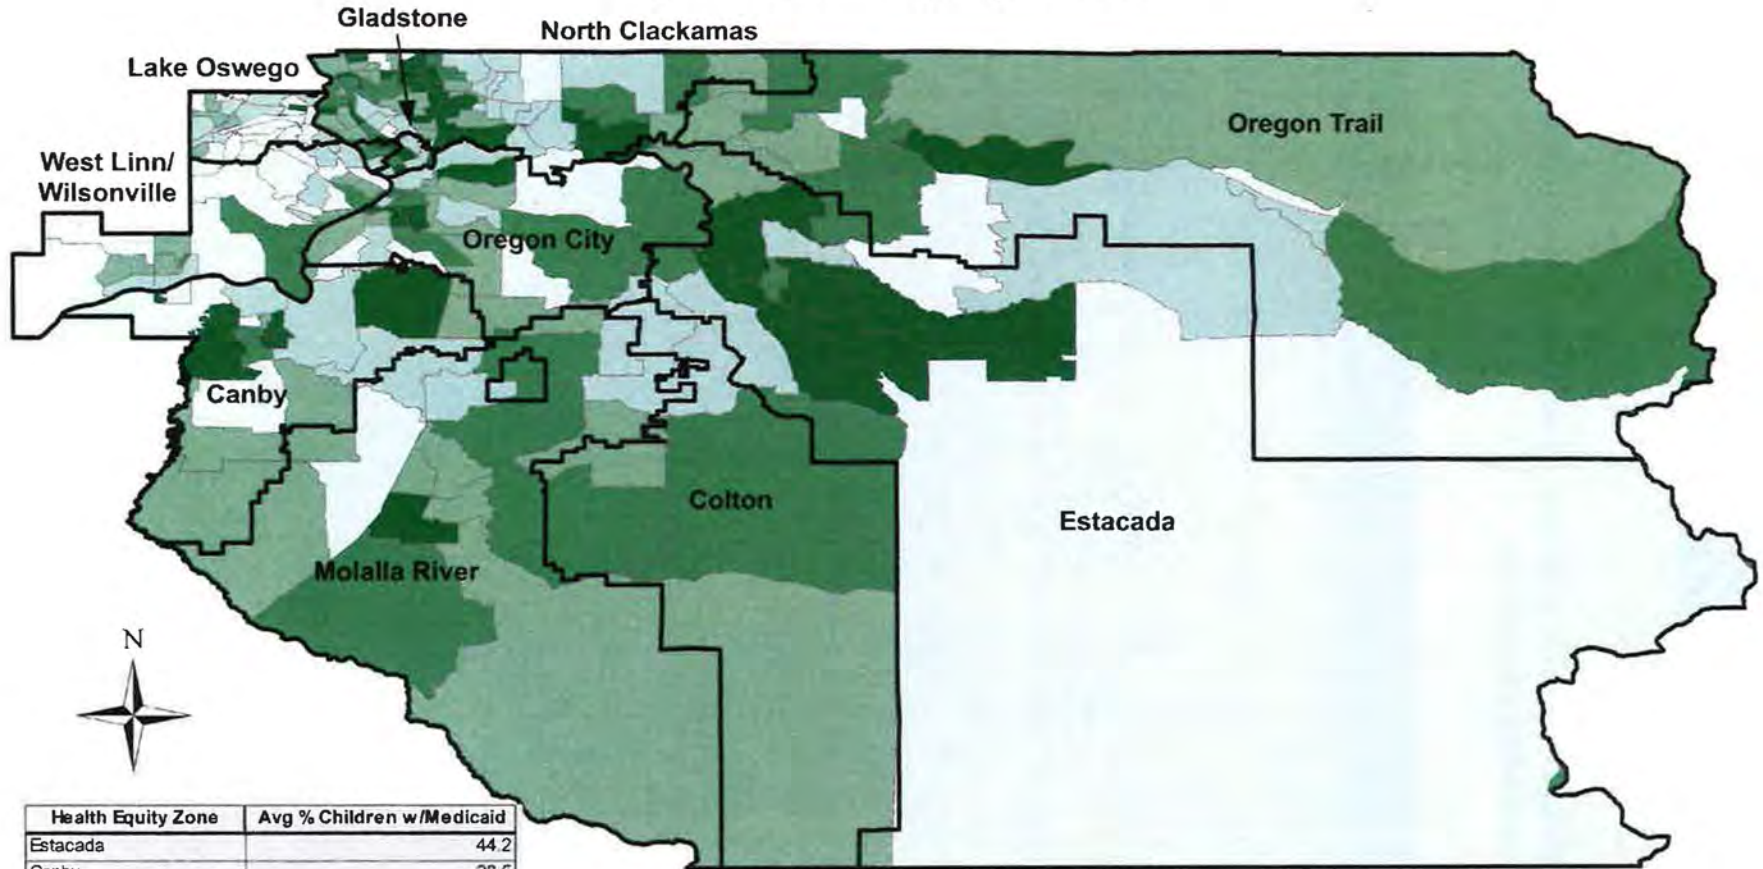 Gladstone
North Clackamas
Lake Oswego
Oregon Trail
West Linn/
Wilsonville
Oregon City
Canby
Colton
Estacada
Molalla River
N
Health Equity Zone Avg % Children w/Medicaid
Estacada 44.2